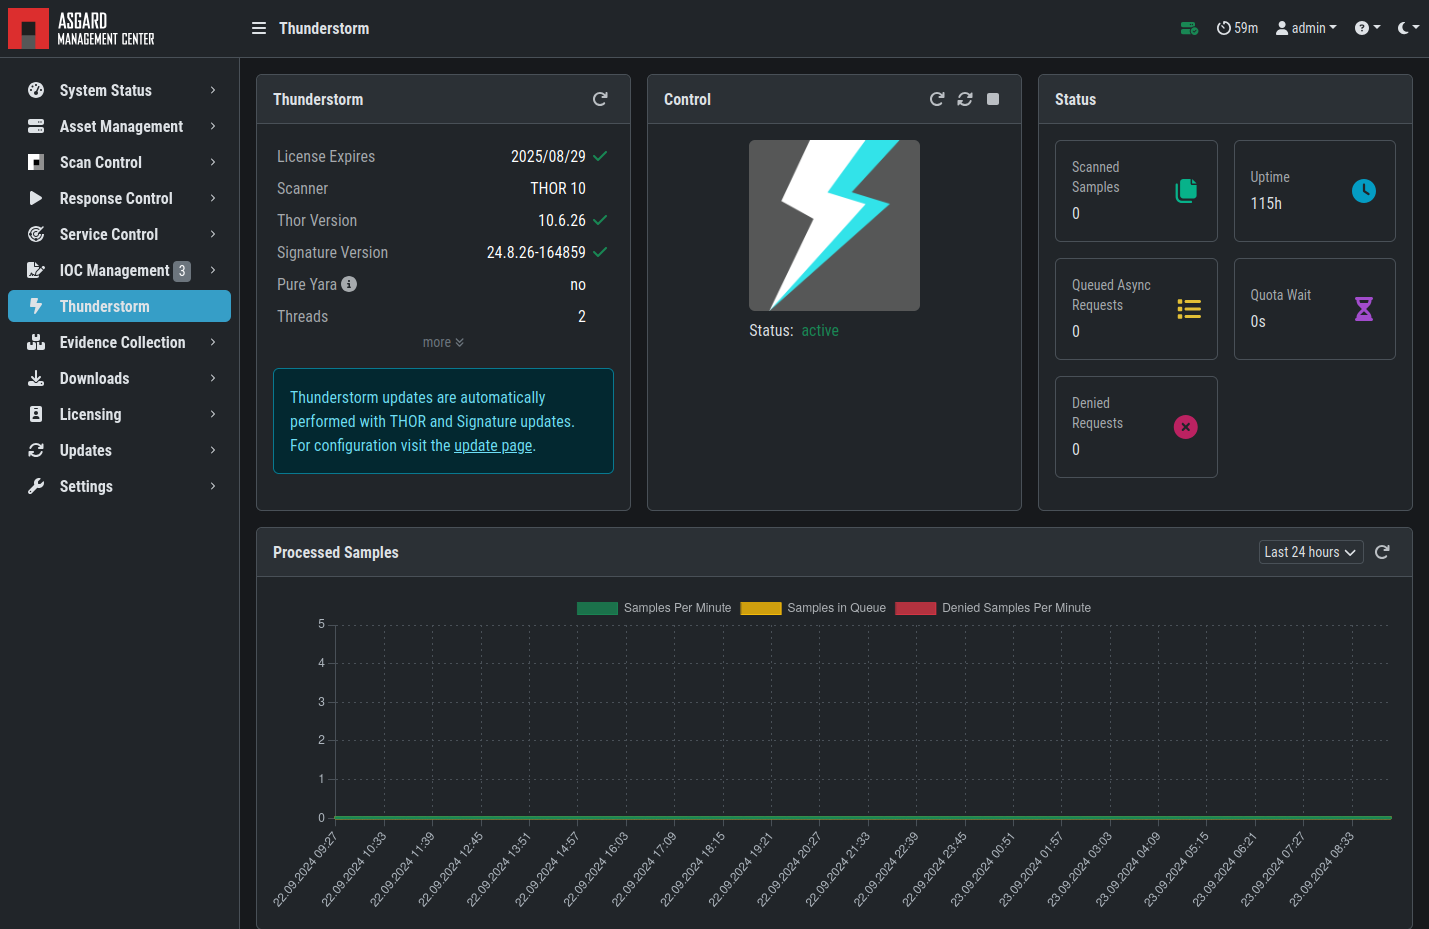 ASGARD
MANAGEMENT CENTER
Thunderstorm
59m
admin
System Status
Asset Management
Scan Control
Response Control
Service Control
IOC Management 3
Thunderstorm
Evidence Collection
Downloads
Licensing
Updates
Settings
Thunderstorm
License Expires 2025/08/29
Scanner THOR 10
Thor Version 10.6.26
Signature Version 24.8.26-164859
Pure Yara no
Threads 2
more
Thunderstorm updates are automatically
performed with THOR and Signature updates.
For configuration visit the update page.
Control
Status: active
Status
Scanned
Samples
0
Uptime
115h
Queued Async
Requests
0
Quota Wait
0s
Denied
Requests
0
Processed Samples
Last 24 hours
Samples Per Minute Samples in Queue Denied Samples Per Minute
5
4
3
2
1
0
22.09.2024 09:27
22.09.2024 10:33
22.09.2024 11:39
22.09.2024 12:45
22.09.2024 13:51
22.09.2024 14:57
22.09.2024 16:03
22.09.2024 17:09
22.09.2024 18:15
22.09.2024 19:21
22.09.2024 20:27
22.09.2024 21:33
22.09.2024 22:39
22.09.2024 23:45
23.09.2024 00:51
23.09.2024 01:57
23.09.2024 03:03
23.09.2024 04:09
23.09.2024 05:15
23.09.2024 06:21
23.09.2024 07:27
23.09.2024 08:33